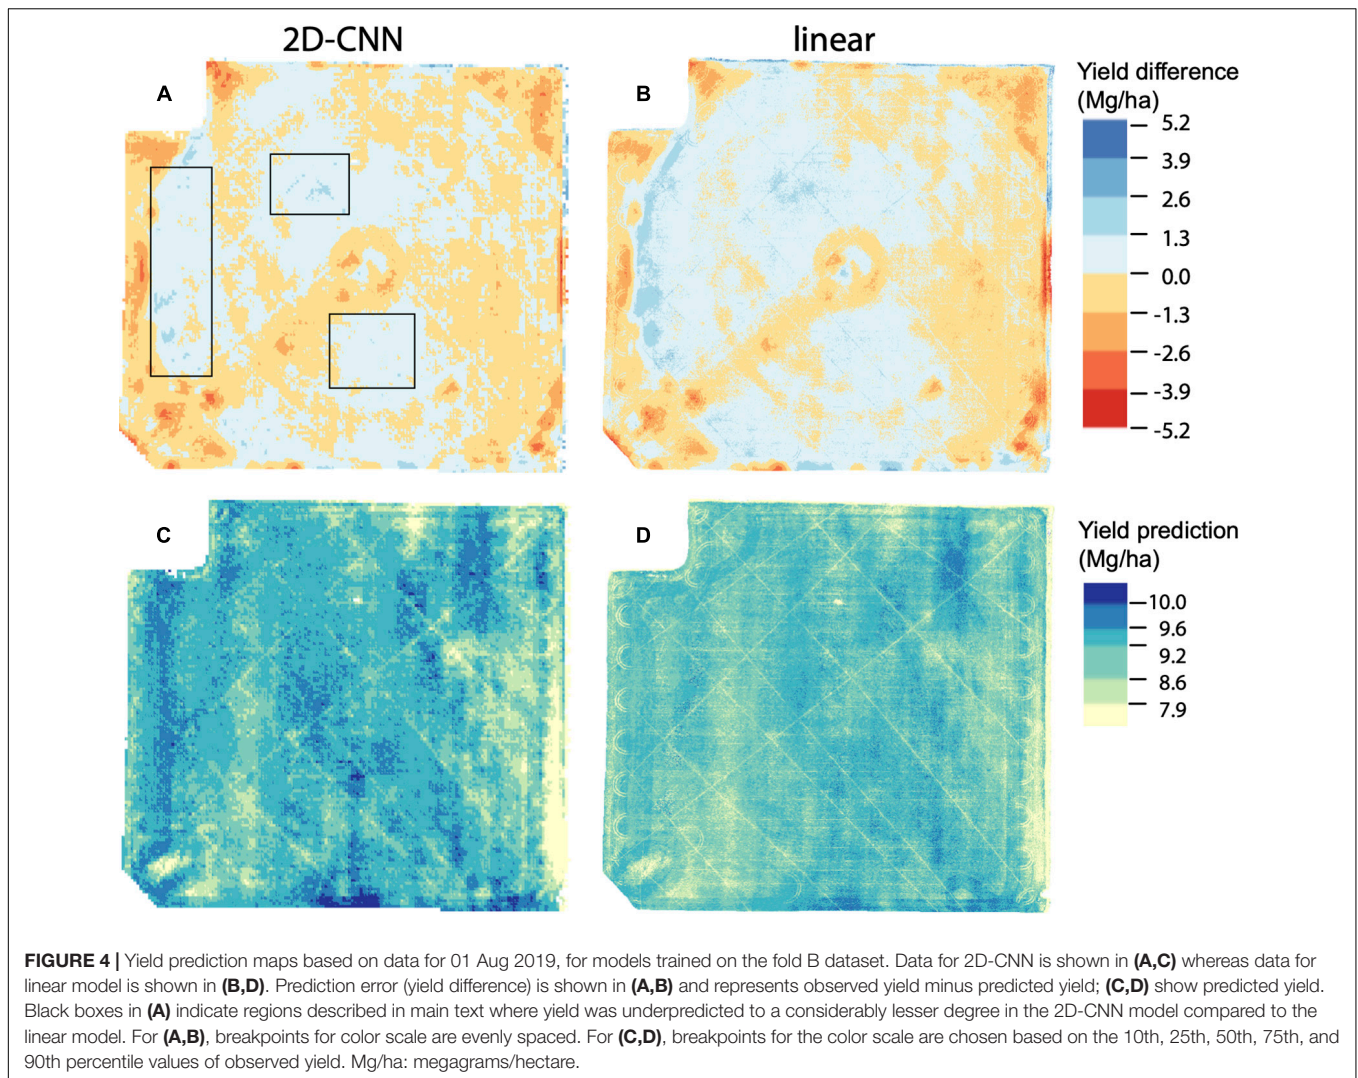 2D-CNN
linear
A
B
Yield difference
(Mg/ha)
5.2
3.9
2.6
1.3
0.0
-1.3
-2.6
-3.9
-5.2
C
D
Yield prediction
(Mg/ha)
10.0
9.6
9.2
8.6
7.9
FIGURE 4 | Yield prediction maps based on data for 01 Aug 2019, for models trained on the fold B dataset. Data for 2D-CNN is shown in (A,C) whereas data for
linear model is shown in (B,D). Prediction error (yield difference) is shown in (A,B) and represents observed yield minus predicted yield; (C,D) show predicted yield.
Black boxes in (A) indicate regions described in main text where yield was underpredicted to a considerably lesser degree in the 2D-CNN model compared to the
linear model. For (A,B), breakpoints for color scale are evenly spaced. For (C,D), breakpoints for the color scale are chosen based on the 10th, 25th, 50th, 75th, and
90th percentile values of observed yield. Mg/ha: megagrams/hectare.